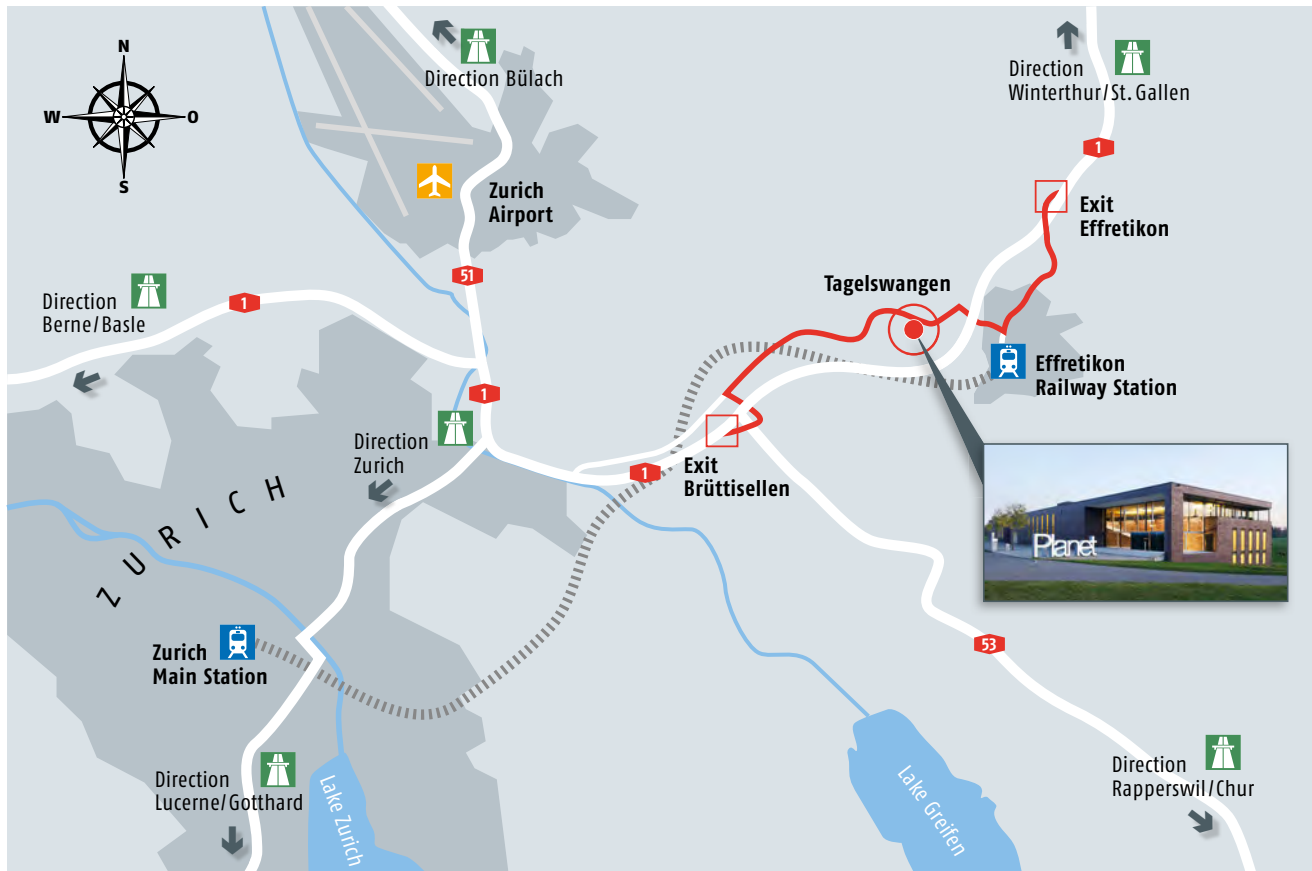 N
W
O
S
Direction Bülach
Direction
Winterthur/St. Gallen
1
Zurich
Airport
Exit
Effretikon
51
Tagelswangen
Direction
Berne/Basle
1
Effretikon
Railway Station
1
Direction
Zurich
1
Exit
Brüttisellen
ZURICH
Planet
Zurich
Main Station
53
Direction
Lucerne/Gotthard
Lake Zurich
Lake Greifen
Direction
Rapperswil/Chur